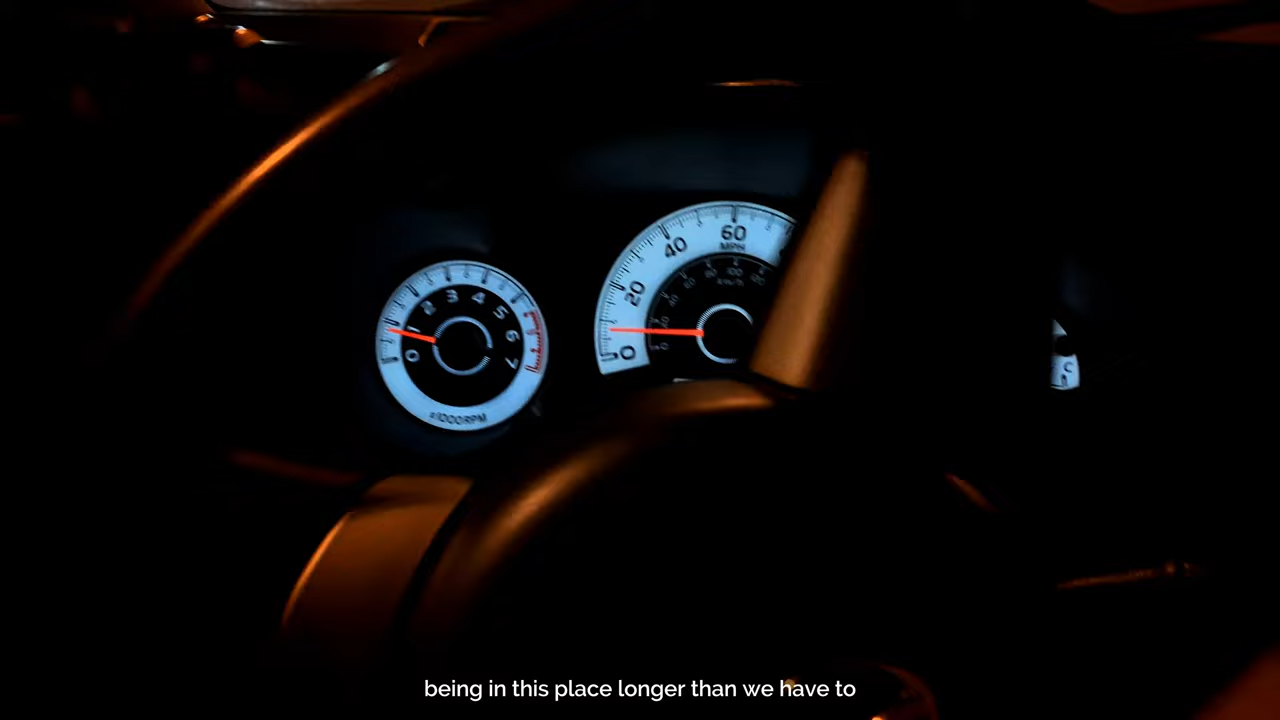 0 1 2 3 4 5 6 7
x1000RPM
0 20 40 60
MPH
km/h
C
being in this place longer than we have to